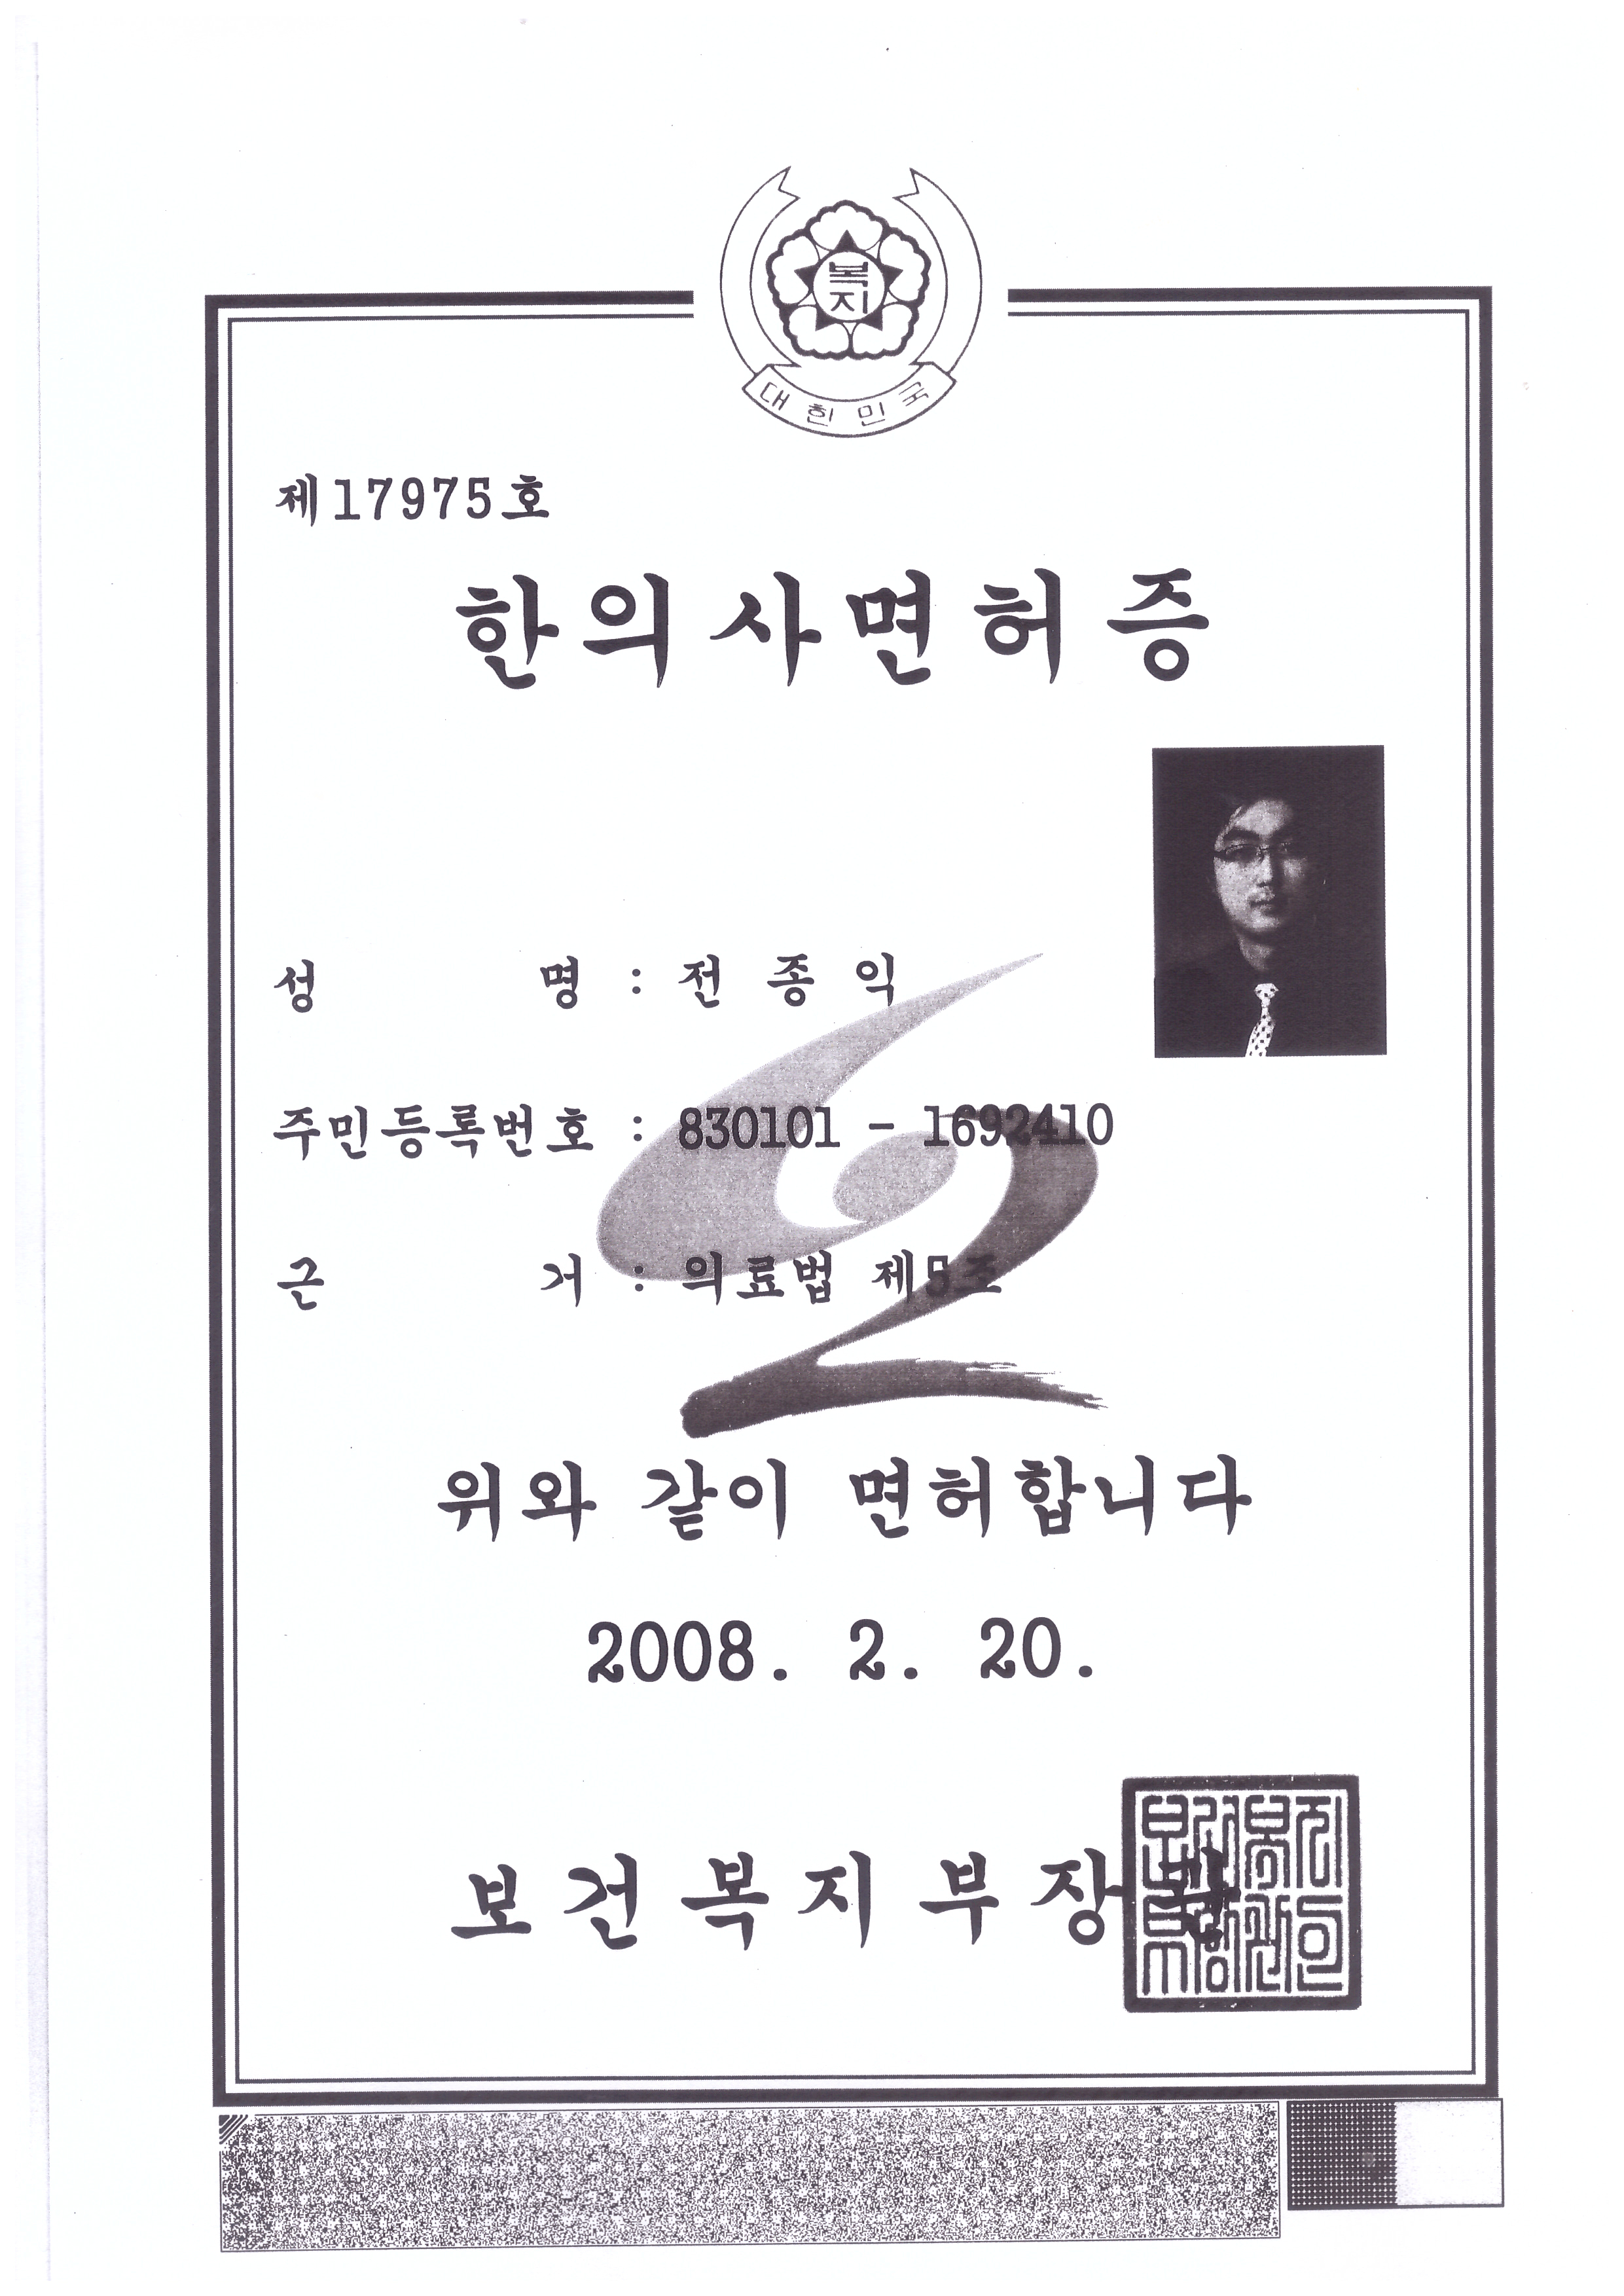 복지
대한민국
제17975호
한의사면허증
성 명 : 전 종 익
주민등록번호 : 830101 - 1692410
근 거 : 의료법 제5조
위와 같이 면허합니다
2008. 2. 20.
보건복지부장관